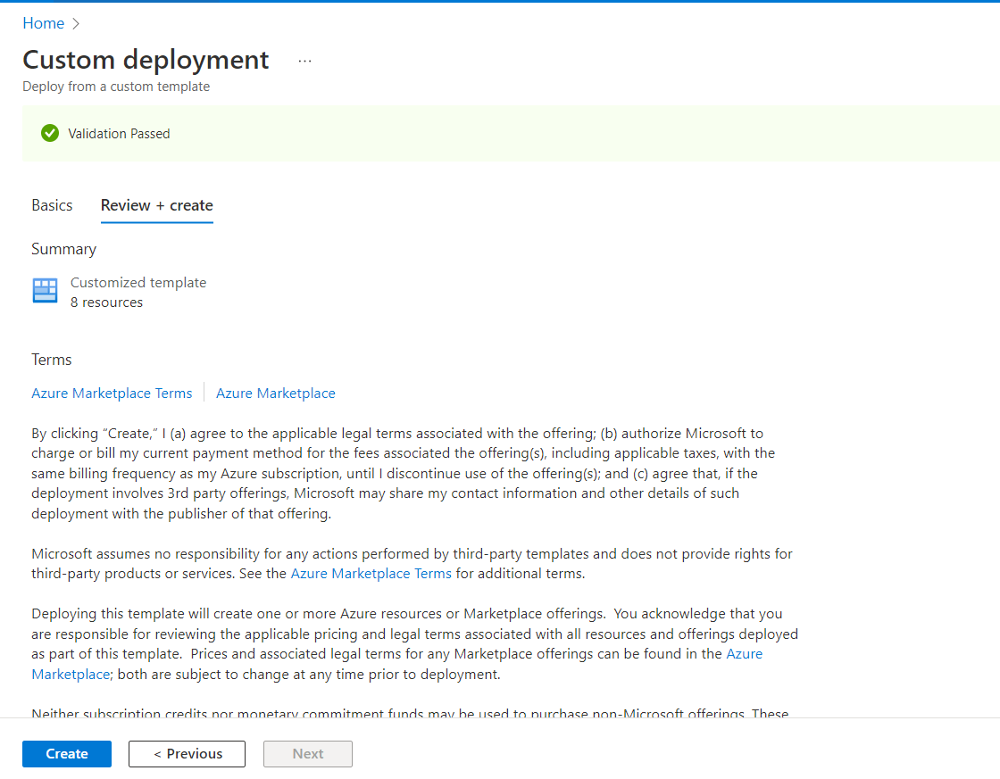 Home
Custom deployment ...
Deploy from a custom template
Validation Passed
Basics Review + create
Summary
Customized template
8 resources
Terms
Azure Marketplace Terms Azure Marketplace
By clicking “Create,” I (a) agree to the applicable legal terms associated with the offering; (b) authorize Microsoft to
charge or bill my current payment method for the fees associated the offering(s), including applicable taxes, with the
same billing frequency as my Azure subscription, until I discontinue use of the offering(s); and (c) agree that, if the
deployment involves 3rd party offerings, Microsoft may share my contact information and other details of such
deployment with the publisher of that offering.
Microsoft assumes no responsibility for any actions performed by third-party templates and does not provide rights for
third-party products or services. See the Azure Marketplace Terms for additional terms.
Deploying this template will create one or more Azure resources or Marketplace offerings. You acknowledge that you
are responsible for reviewing the applicable pricing and legal terms associated with all resources and offerings deployed
as part of this template. Prices and associated legal terms for any Marketplace offerings can be found in the Azure
Marketplace; both are subject to change at any time prior to deployment.
Neither subscription credits nor monetary commitment funds may be used to purchase non-Microsoft offerings. These
Create < Previous Next